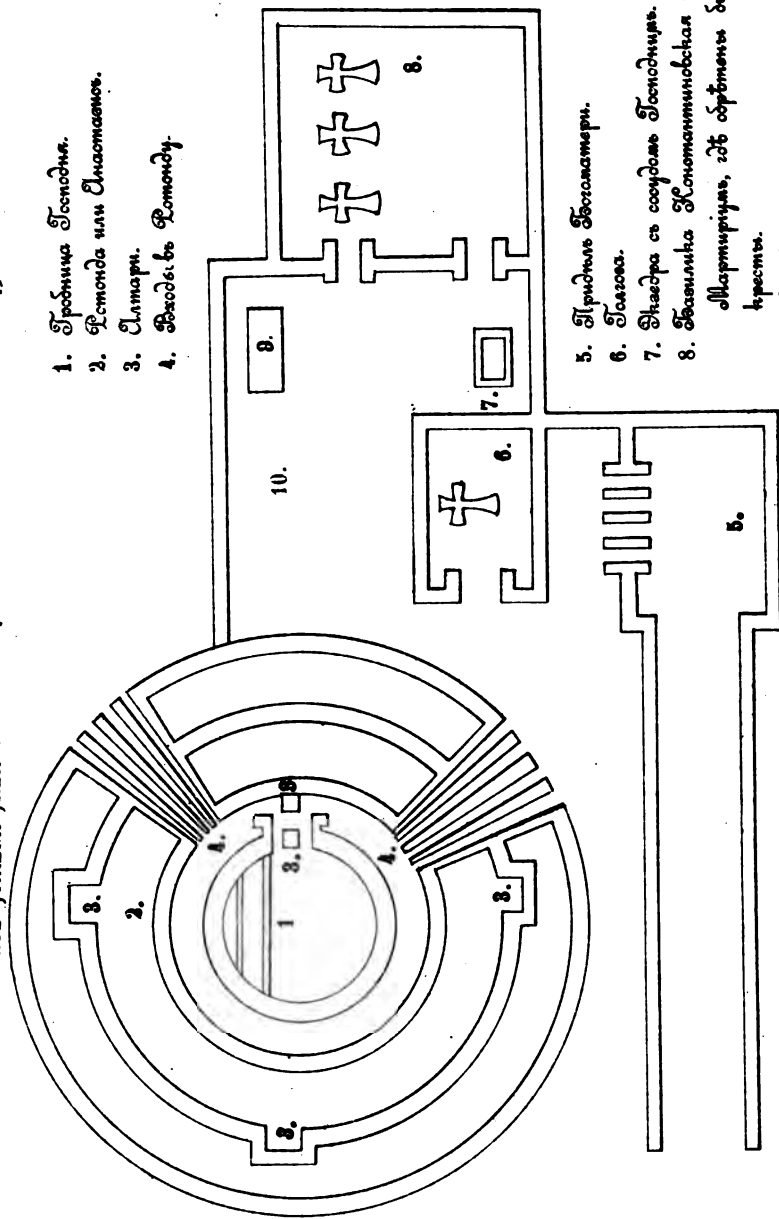 1. Гробница Господня.
2. Ротонда или Анастасисъ.
3. Алтари.
4. Входы въ Ротонду.
5. Придѣлъ Богоматери.
6. Голгоѳа.
7. Экседра съ сосудомъ Господнимъ.
8. Базилика Константиновская
Мартиріумъ, гдѣ обрѣтены
кресты.
1
2.
3.
3.
3.
3.
4.
4.
5.
6.
7.
8.
9.
10.